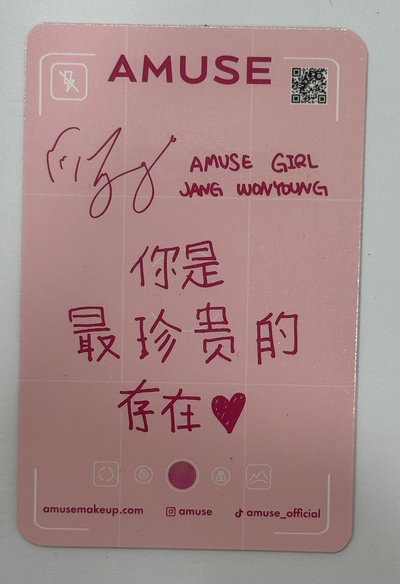 AMUSE
AMUSE GIRL
JANG WONYOUNG
你是
最珍贵的
存在♥
amusemakeup.com amuse amuse_official